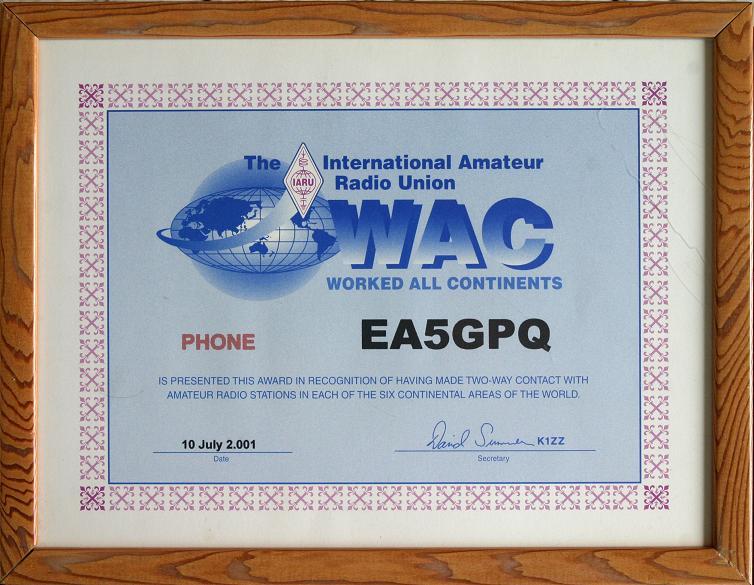 The International Amateur
Radio Union
IARU
WAC
WORKED ALL CONTINENTS
PHONE EA5GPQ
IS PRESENTED THIS AWARD IN RECOGNITION OF HAVING MADE TWO-WAY CONTACT WITH
AMATEUR RADIO STATIONS IN EACH OF THE SIX CONTINENTAL AREAS OF THE WORLD.
10 July 2.001
Date
David Sumner K1ZZ
Secretary